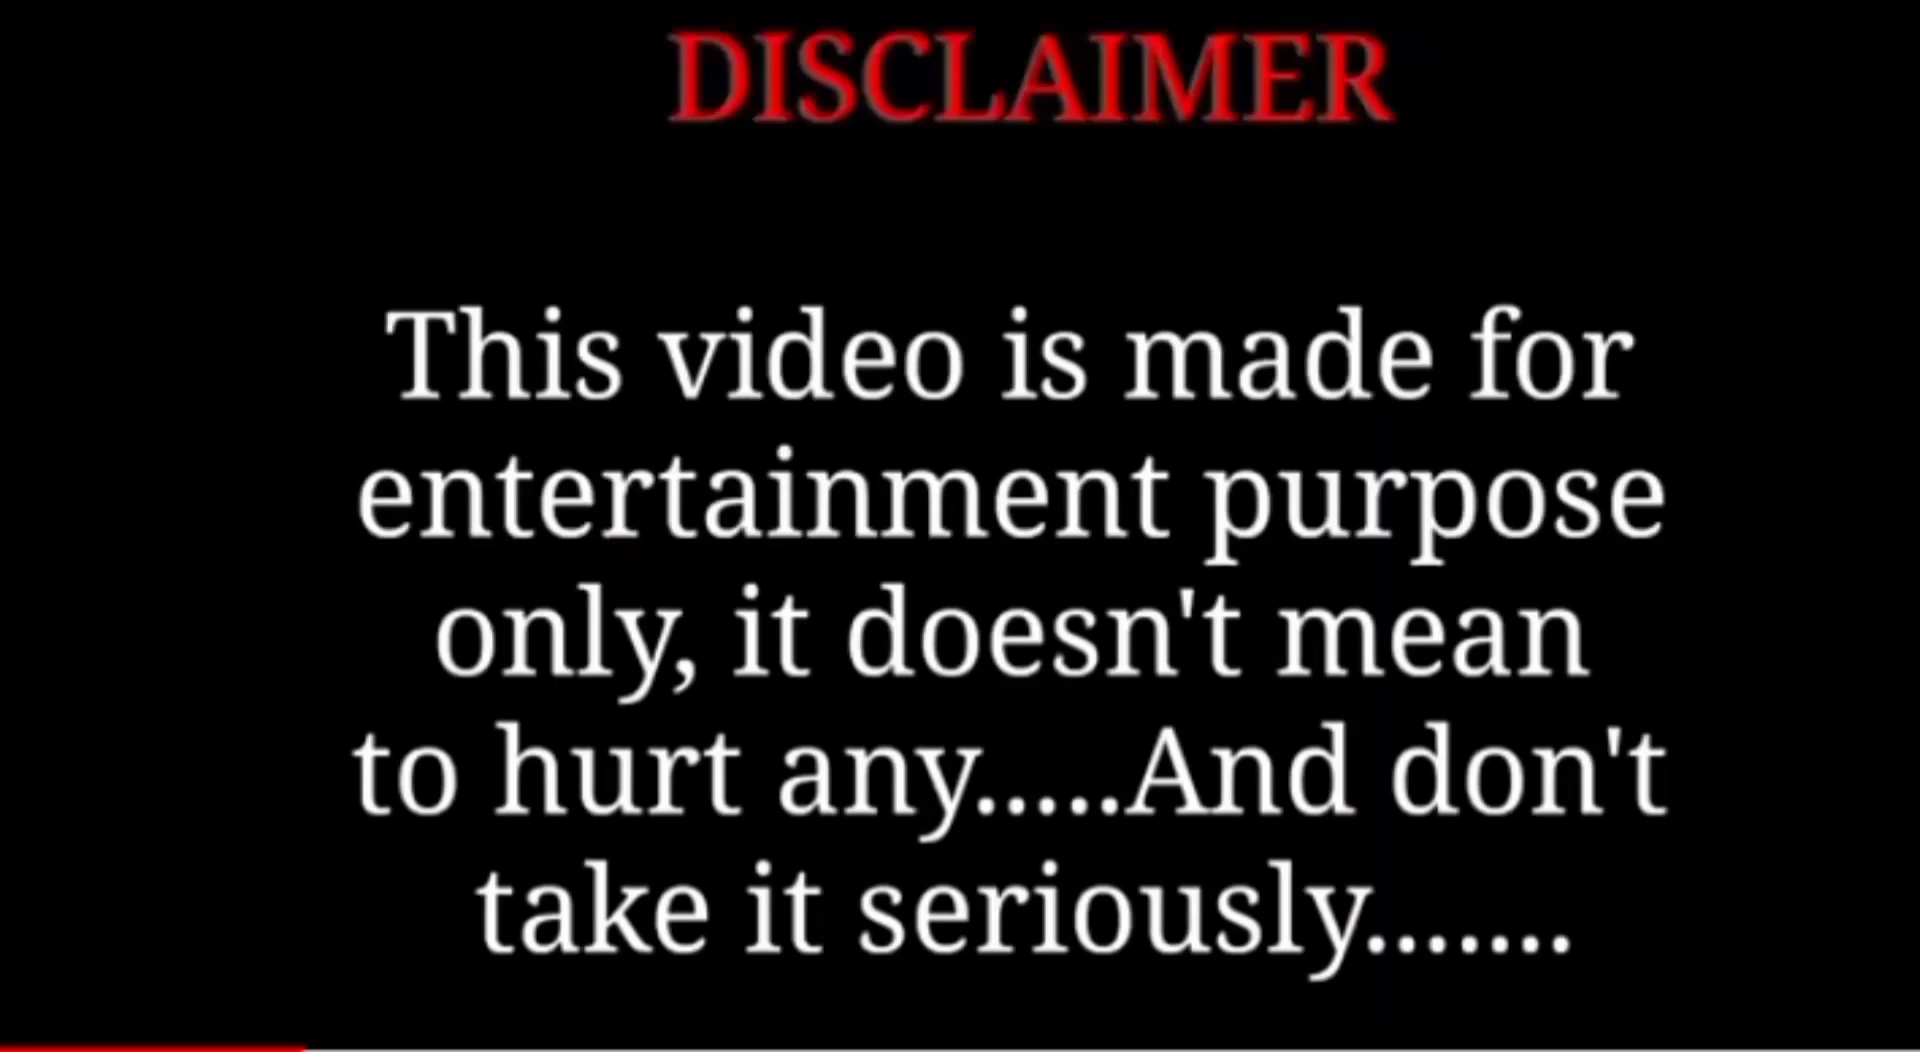 DISCLAIMER
This video is made for
entertainment purpose
only, it doesn't mean
to hurt any.....And don't
take it seriously.......